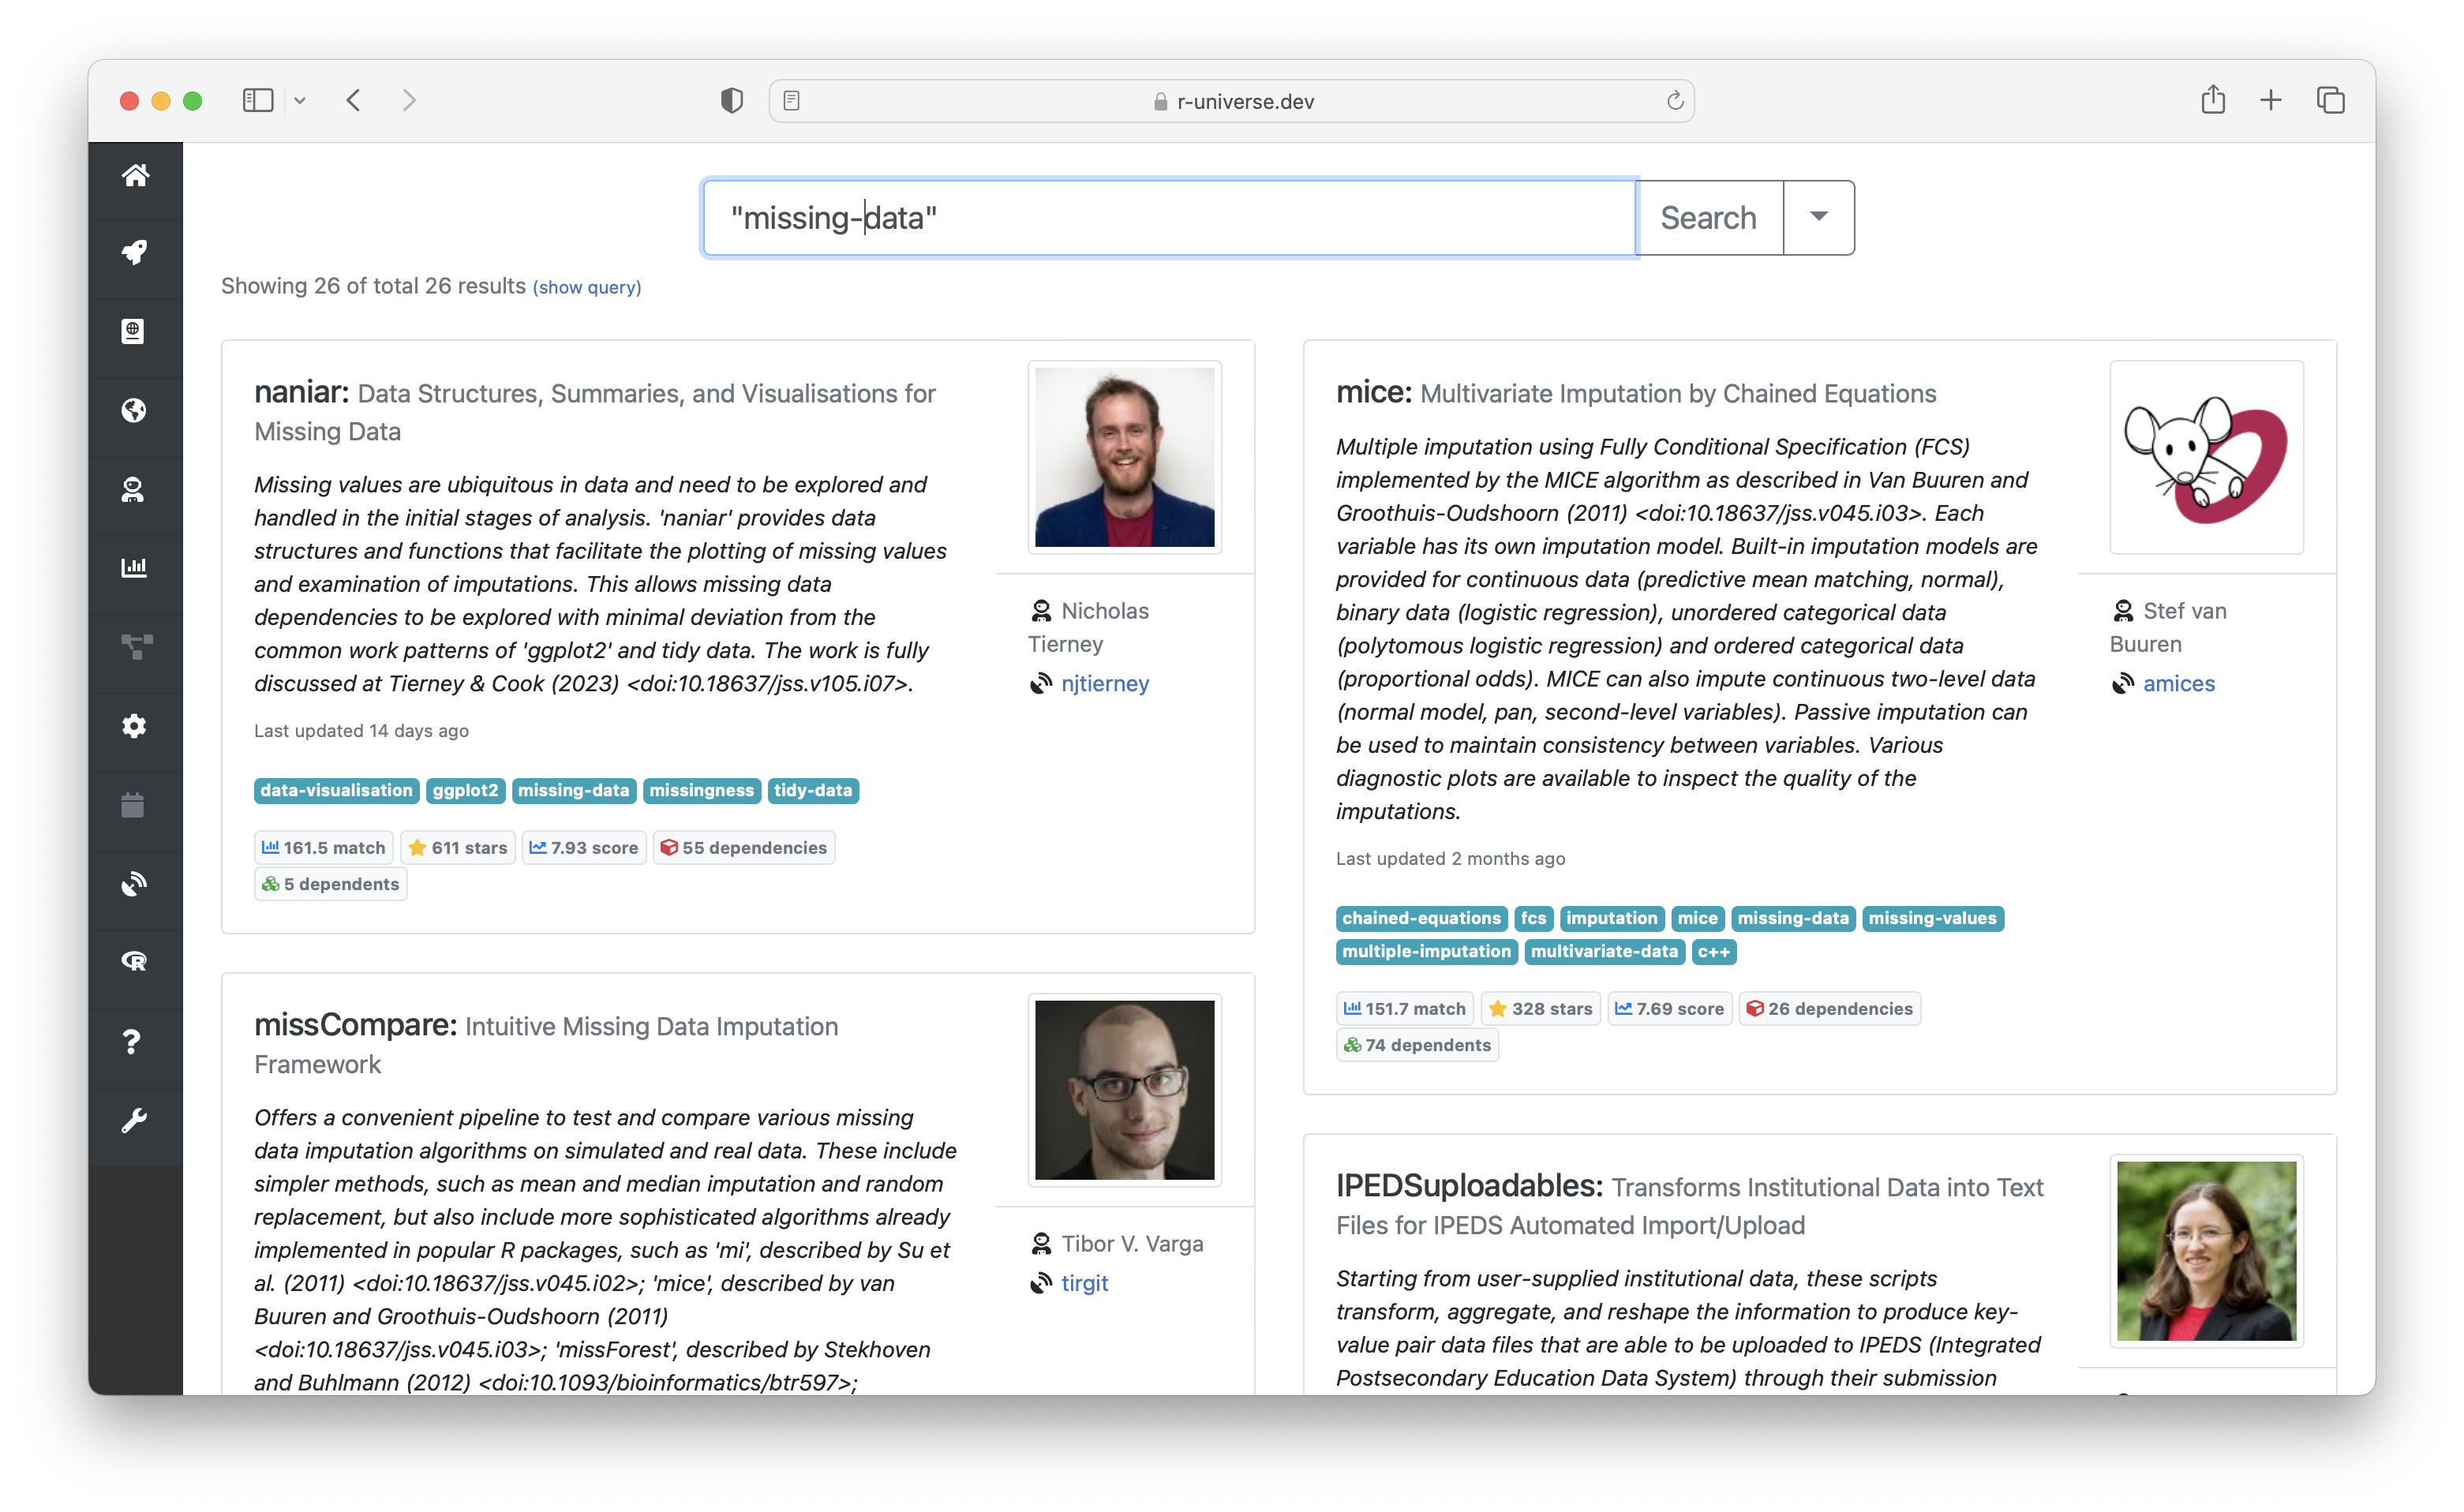 r-universe.dev
"missing-data"
Search
Showing 26 of total 26 results (show query)
naniar: Data Structures, Summaries, and Visualisations for
Missing Data
Missing values are ubiquitous in data and need to be explored and
handled in the initial stages of analysis. 'naniar' provides data
structures and functions that facilitate the plotting of missing values
and examination of imputations. This allows missing data
dependencies to be explored with minimal deviation from the
common work patterns of 'ggplot2' and tidy data. The work is fully
discussed at Tierney & Cook (2023) <doi:10.18637/jss.v105.i07>.
Last updated 14 days ago
data-visualisation ggplot2 missing-data missingness tidy-data
161.5 match 611 stars 7.93 score 55 dependencies
5 dependents
Nicholas
Tierney
njtierney
missCompare: Intuitive Missing Data Imputation
Framework
Offers a convenient pipeline to test and compare various missing
data imputation algorithms on simulated and real data. These include
simpler methods, such as mean and median imputation and random
replacement, but also include more sophisticated algorithms already
implemented in popular R packages, such as 'mi', described by Su et
al. (2011) <doi:10.18637/jss.v045.i02>; 'mice', described by van
Buuren and Groothuis-Oudshoorn (2011)
<doi:10.18637/jss.v045.i03>; 'missForest', described by Stekhoven
and Buhlmann (2012) <doi:10.1093/bioinformatics/btr597>;
Tibor V. Varga
tirgit
mice: Multivariate Imputation by Chained Equations
Multiple imputation using Fully Conditional Specification (FCS)
implemented by the MICE algorithm as described in Van Buuren and
Groothuis-Oudshoorn (2011) <doi:10.18637/jss.v045.i03>. Each
variable has its own imputation model. Built-in imputation models are
provided for continuous data (predictive mean matching, normal),
binary data (logistic regression), unordered categorical data
(polytomous logistic regression) and ordered categorical data
(proportional odds). MICE can also impute continuous two-level data
(normal model, pan, second-level variables). Passive imputation can
be used to maintain consistency between variables. Various
diagnostic plots are available to inspect the quality of the
imputations.
Last updated 2 months ago
chained-equations fcs imputation mice missing-data missing-values
multiple-imputation multivariate-data c++
151.7 match 328 stars 7.69 score 26 dependencies
74 dependents
Stef van
Buuren
amices
IPEDSuploadables: Transforms Institutional Data into Text
Files for IPEDS Automated Import/Upload
Starting from user-supplied institutional data, these scripts
transform, aggregate, and reshape the information to produce key-
value pair data files that are able to be uploaded to IPEDS (Integrated
Postsecondary Education Data System) through their submission